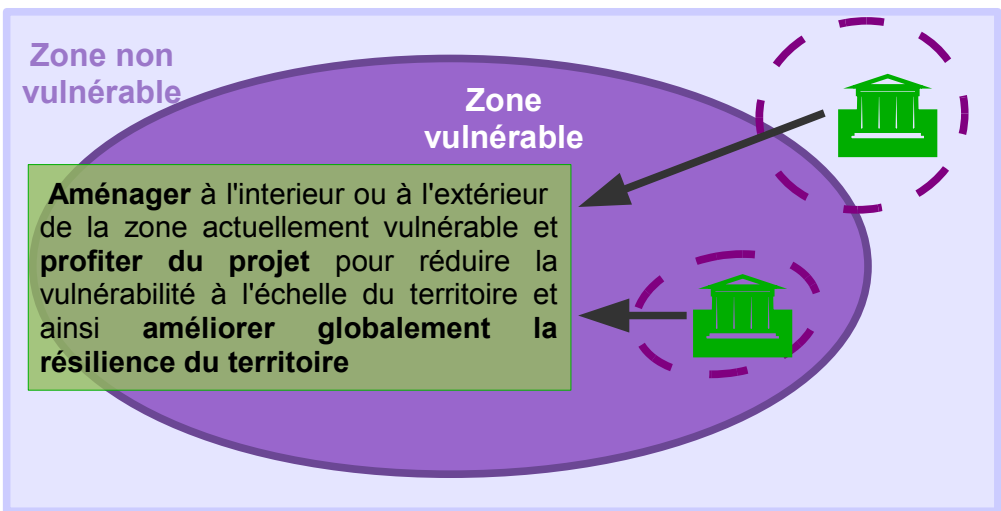 Zone non
vulnérable
Zone
vulnérable
Aménager à l'interieur ou à l'extérieur
de la zone actuellement vulnérable et
profiter du projet pour réduire la
vulnérabilité à l'échelle du territoire et
ainsi améliorer globalement la
résilience du territoire